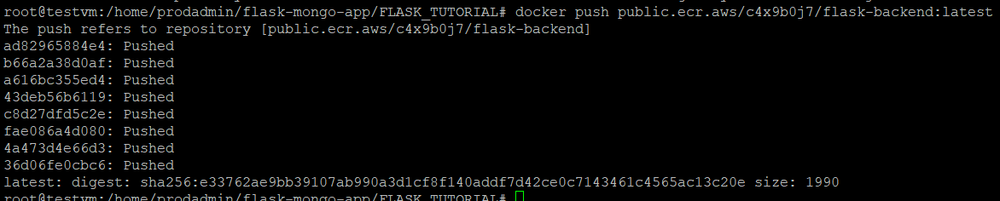 root@testvm:/home/prodadmin/flask-mongo-app/FLASK_TUTORIAL# docker push public.ecr.aws/c4x9b0j7/flask-backend:latest
The push refers to repository [public.ecr.aws/c4x9b0j7/flask-backend]
ad82965884e4: Pushed
b66a2a38d0af: Pushed
a616bc355ed4: Pushed
43deb56b6119: Pushed
c8d27dfd5c2e: Pushed
fae086a4d080: Pushed
4a473d4e66d3: Pushed
36d06fe0cbc6: Pushed
latest: digest: sha256:e33762ae9bb39107ab990a3d1cf8f140addf7d42ce0c7143461c4565ac13c20e size: 1990
root@testvm:/home/prodadmin/flask-mongo-app/FLASK_TUTORIAL#